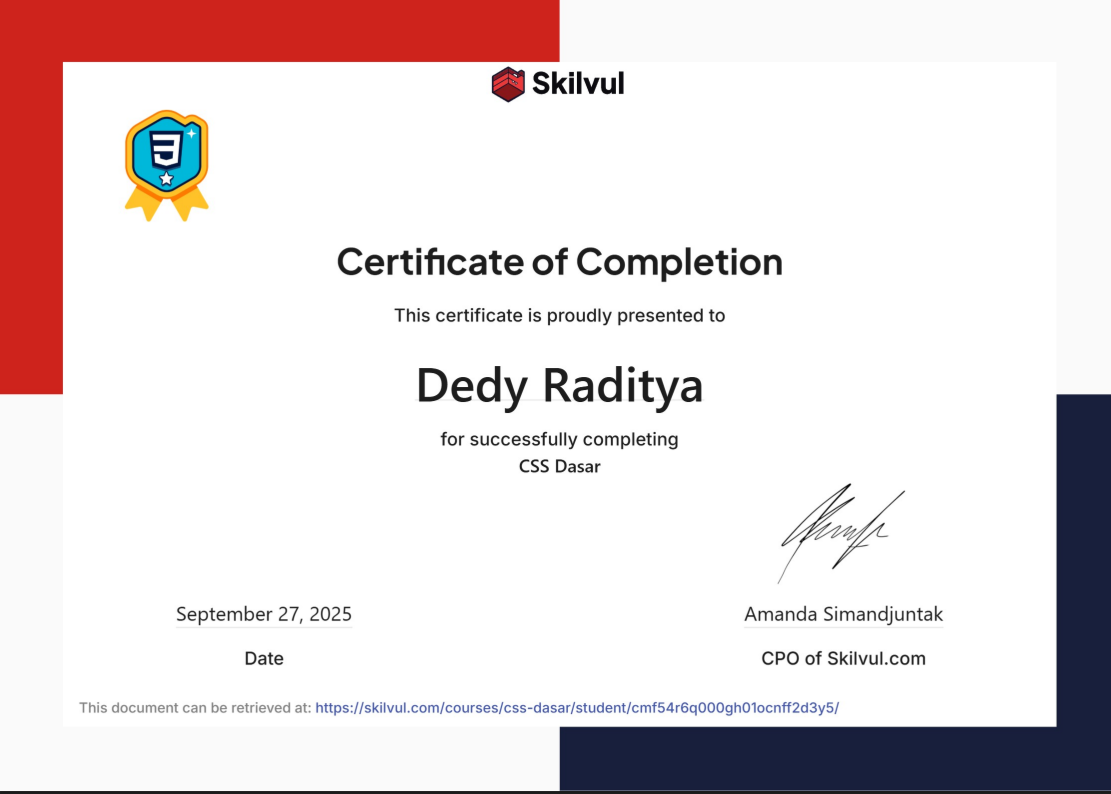 Skilvul
Certificate of Completion
This certificate is proudly presented to
Dedy Raditya
for successfully completing
CSS Dasar
September 27, 2025
Date
Amanda Simandjuntak
CPO of Skilvul.com
This document can be retrieved at: https://skilvul.com/courses/css-dasar/student/cmf54r6q000gh01ocnff2d3y5/